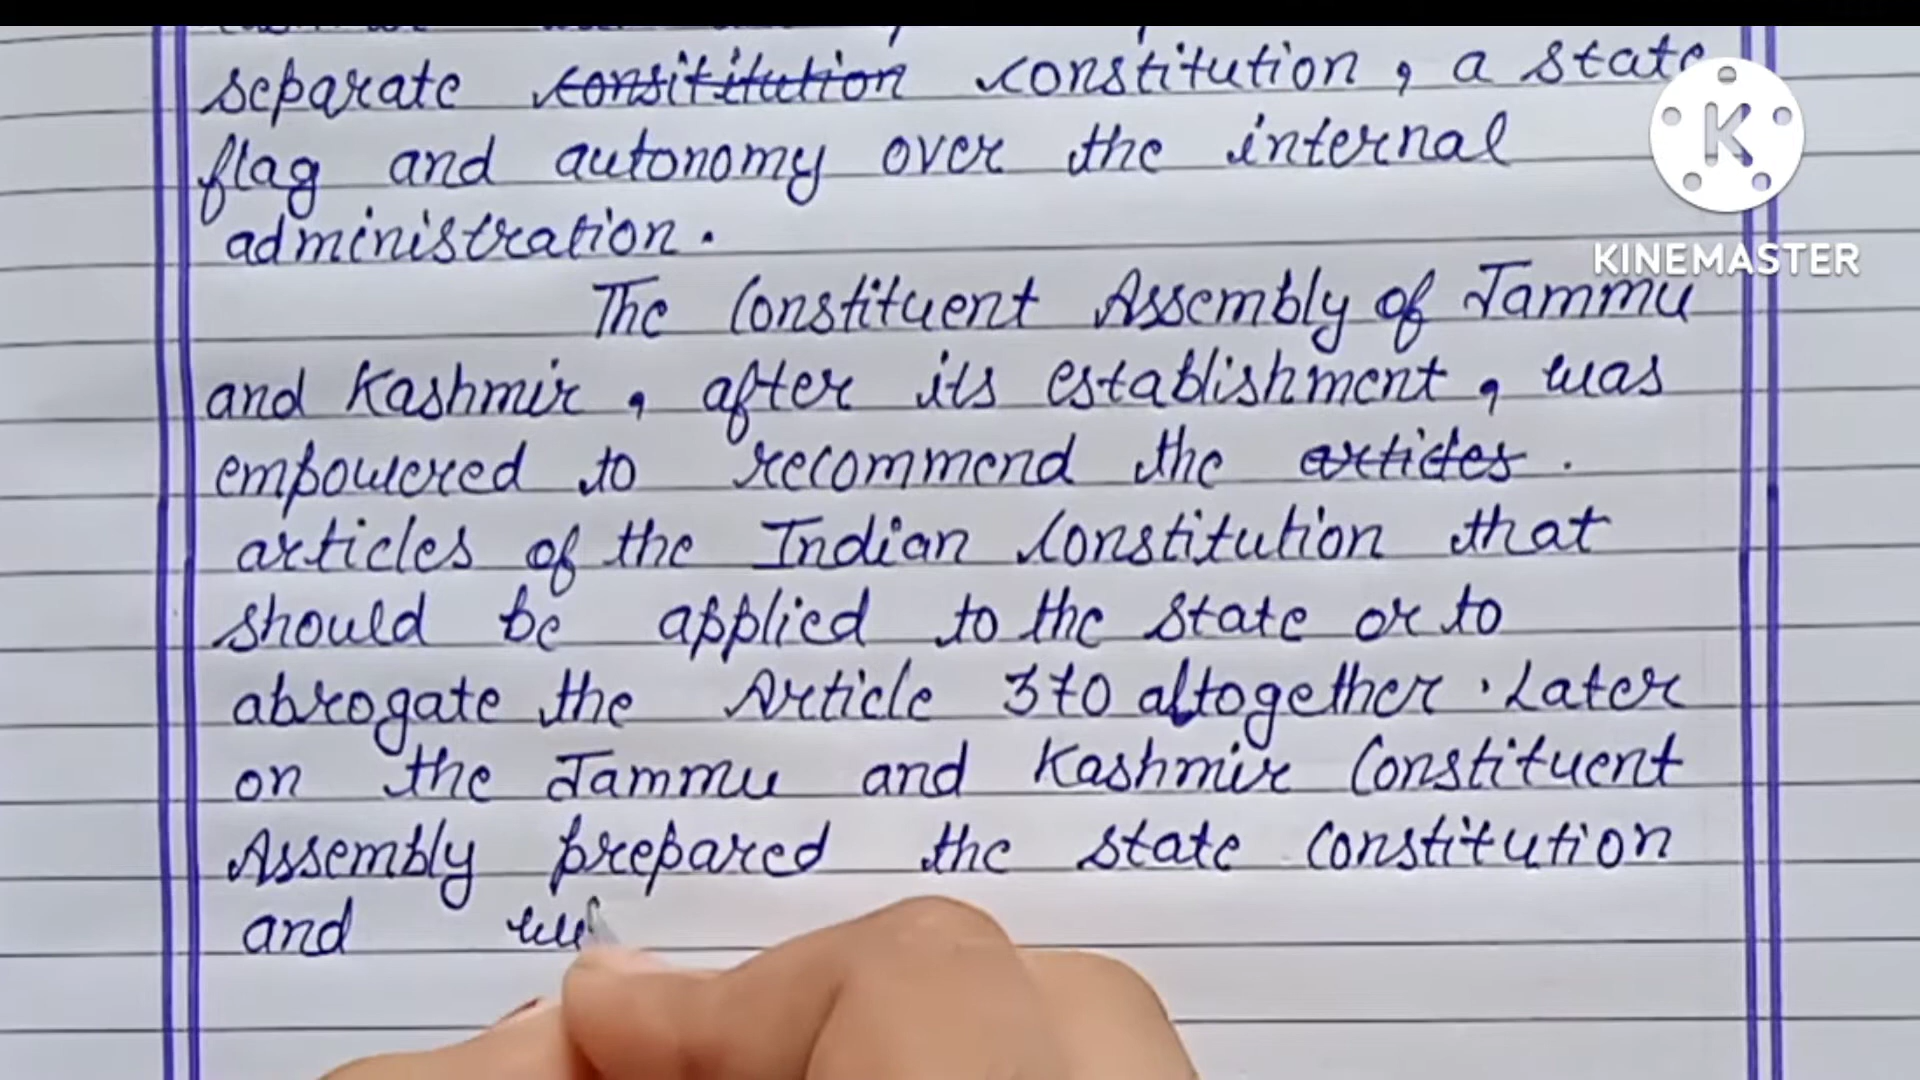 separate consititution constitution, a state
flag and autonomy over the internal
administration.
The Constituent Assembly of Jammu
and Kashmir, after its establishment, was
empowered to recommend the articles.
articles of the Indian Constitution that
should be applied to the state or to
abrogate the Article 370 altogether. Later
on the Jammu and Kashmir Constituent
Assembly prepared the state constitution
and
K
KINEMASTER